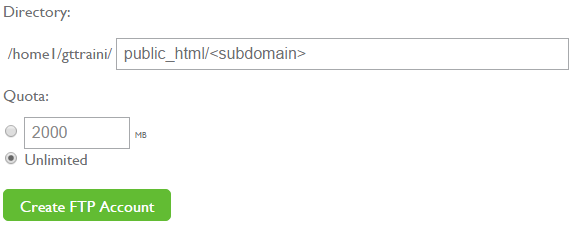 Directory:
/home1/gttraini/ public_html/<subdomain>
Quota:
2000 MB
Unlimited
Create FTP Account